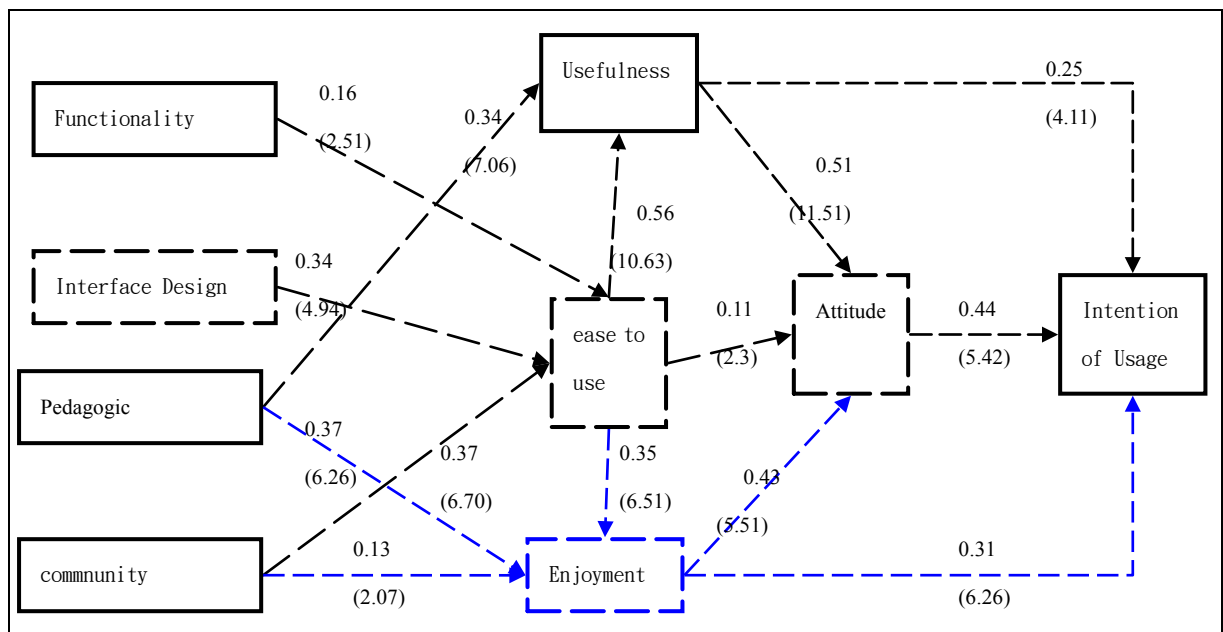 Usefulness
0.25
0.16
0.34
Functionality
(4.11)
(2.51)
(7.06)
0.51
0.56
(11.51)
0.34
(10.63)
Interface Design
(4.94)
0.11
Attitude
0.44
Intention
ease to
(2.3)
(5.42)
of Usage
use
Pedagogic
0.37
0.37
0.35
(6.26)
(6.70)
(6.51)
0.43
(5.51)
0.13
0.31
commnunity
Enjoyment
(2.07)
(6.26)